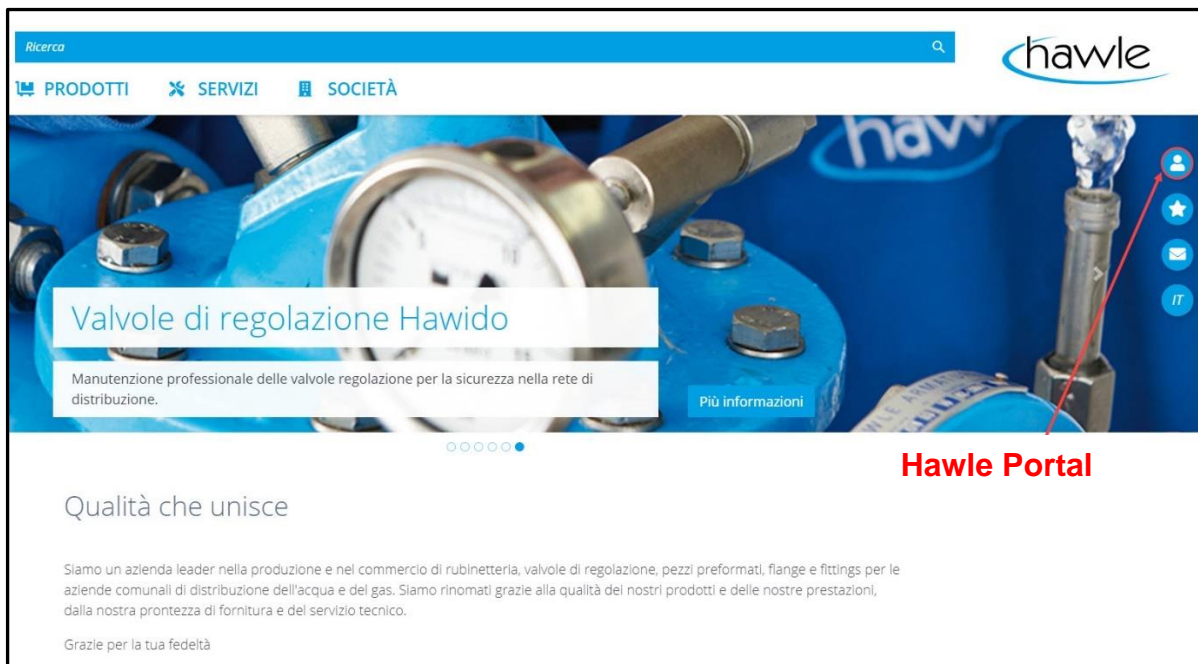 Ricerca
hawle
PRODOTTI
SERVIZI
SOCIETÀ
IT
Valvole di regolazione Hawido
Manutenzione professionale delle valvole regolazione per la sicurezza nella rete di
distribuzione.
Più informazioni
Hawle Portal
Qualità che unisce
Siamo un azienda leader nella produzione e nel commercio di rubinetteria, valvole di regolazione, pezzi preformati, flange e fittings per le
aziende comunali di distribuzione dell'acqua e del gas. Siamo rinomati grazie alla qualità dei nostri prodotti e delle nostre prestazioni,
dalla nostra prontezza di fornitura e del servizio tecnico.
Grazie per la tua fedeltà